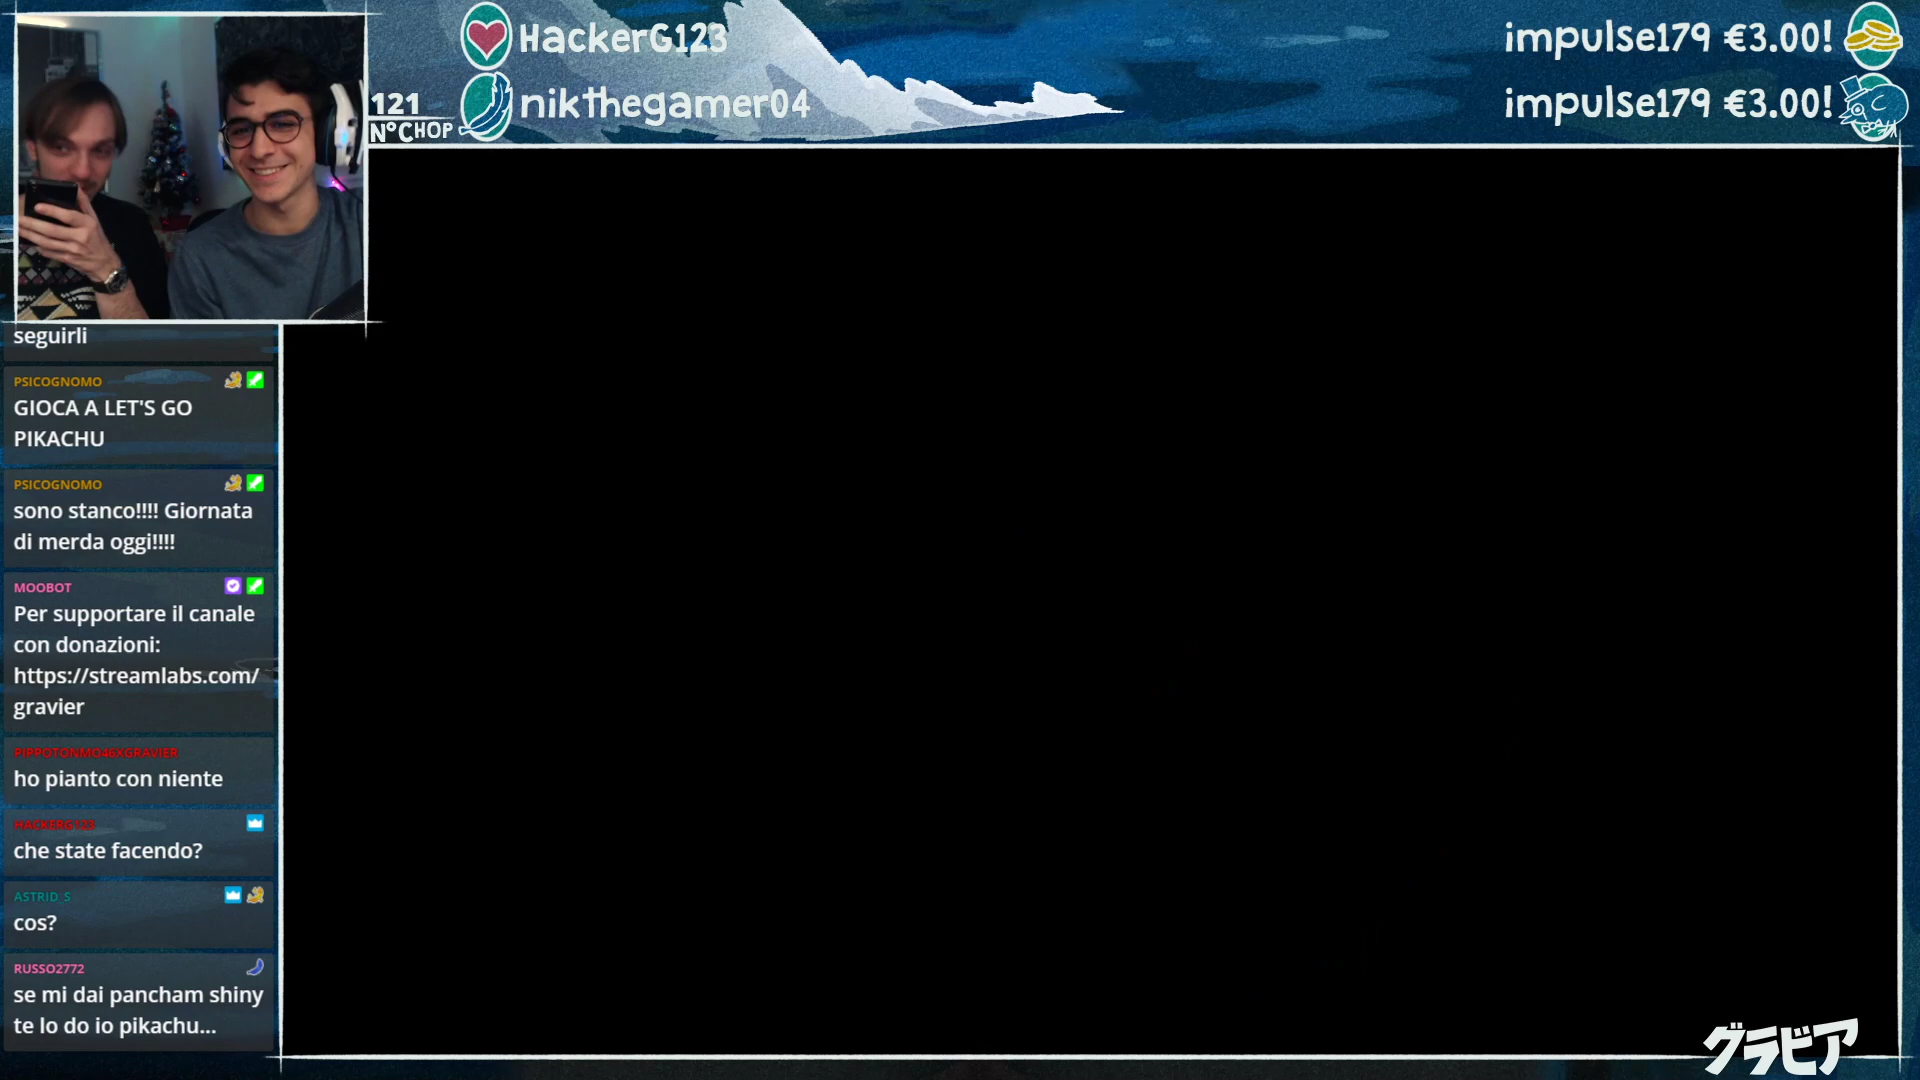 HackerG123
impulse179 €3.00!
121
N°CHOP
nikthegamer04
impulse179 €3.00!
seguirli
PSICOGNOMO
GIOCA A LET'S GO
PIKACHU
PSICOGNOMO
sono stanco!!!! Giornata
di merda oggi!!!!
MOOBOT
Per supportare il canale
con donazioni:
https://streamlabs.com/
gravier
PIPPOTONMO46XGRAVIER
ho pianto con niente
HACKERG123
che state facendo?
ASTRID_S
cos?
RUSSO2772
se mi dai pancham shiny
te lo do io pikachu...
グラビア